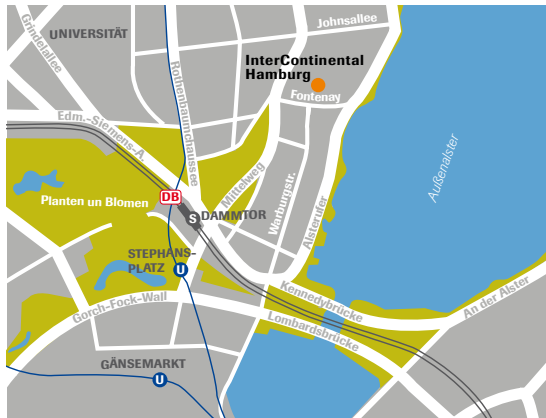 Johnsallee
UNIVERSITÄT
Grindelallee
InterContinental
Hamburg
Rothenbaumchaussee
Fontenay
Edm.-Siemens-A.
Außenalster
Mittelweg
Warburgstr.
DB
Planten un Blomen
S
DAMMTOR
Alsterufer
STEPHANS-
PLATZ
U
Kennedybrücke
An der Alster
Gorch-Fock-Wall
Lombardsbrücke
GÄNSEMARKT
U